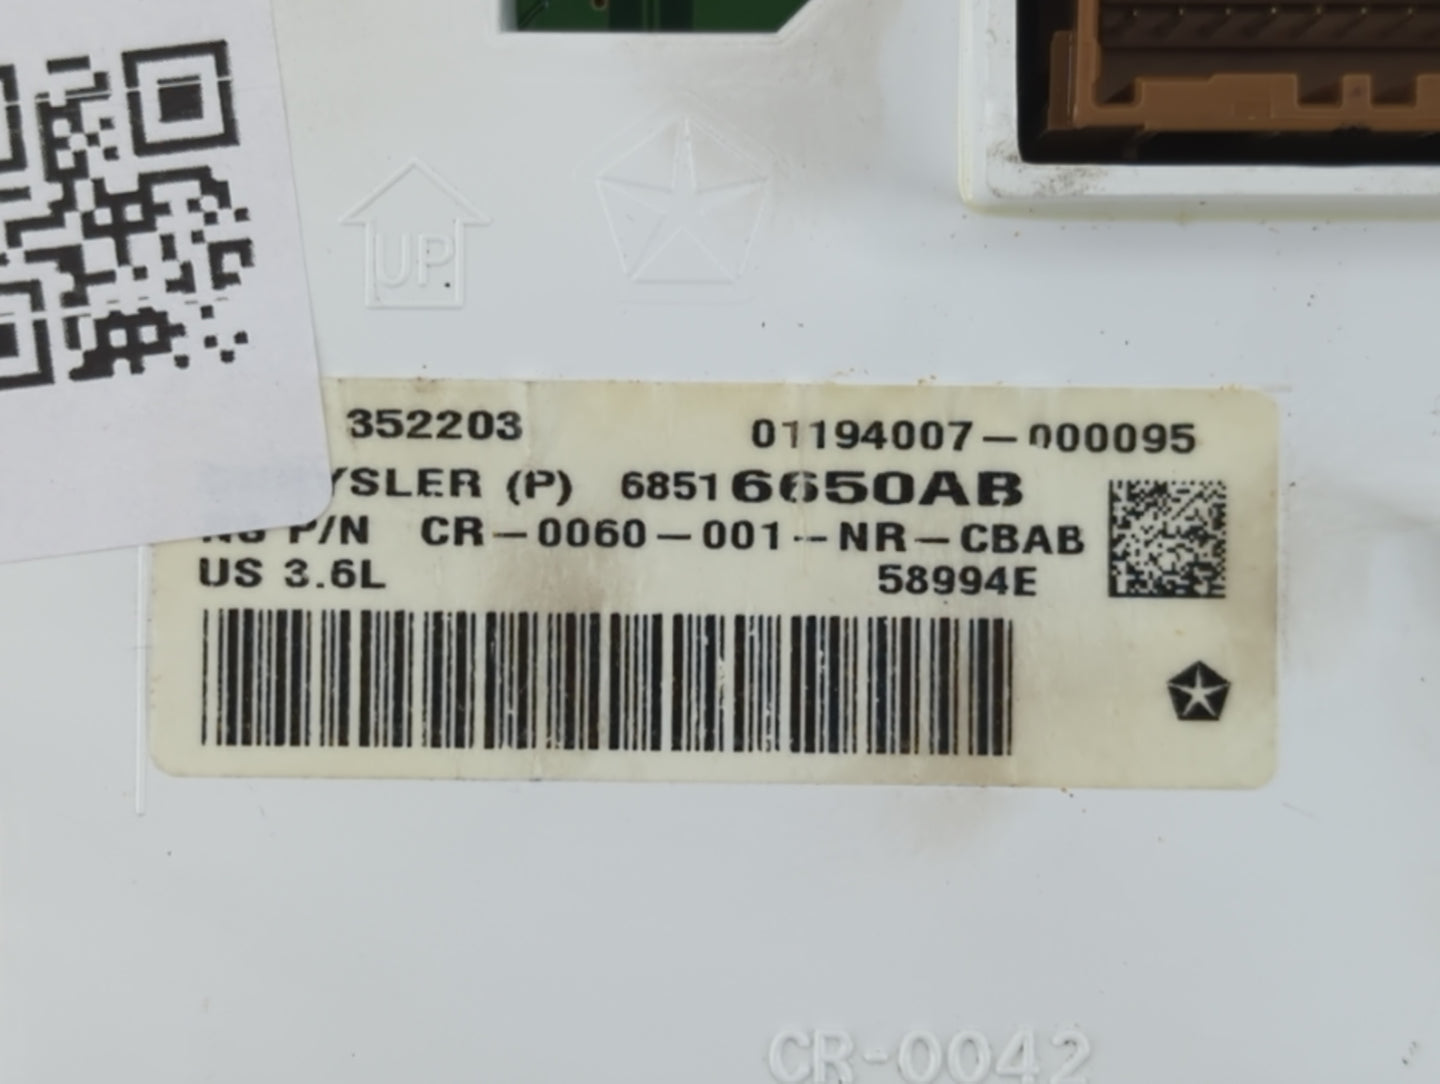 UP
352203 01194007-000095
YSLER (P) 68516650AB
P/N CR-0060-001--NR-CBAB
US 3.6L 58994E
CR-0042